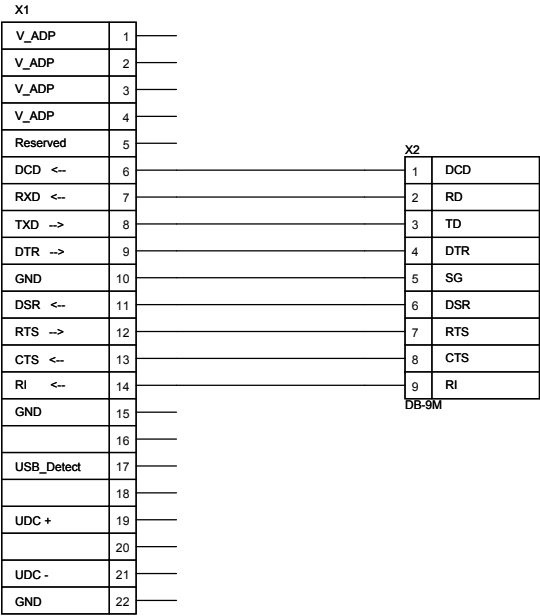 X1
V_ADP 1
V_ADP 2
V_ADP 3
V_ADP 4
Reserved 5
DCD <-- 6
RXD <-- 7
TXD --> 8
DTR --> 9
GND 10
DSR <-- 11
RTS --> 12
CTS <-- 13
RI <-- 14
GND 15
16
USB_Detect 17
18
UDC + 19
20
UDC - 21
GND 22
X2
1 DCD
2 RD
3 TD
4 DTR
5 SG
6 DSR
7 RTS
8 CTS
9 RI
DB-9M